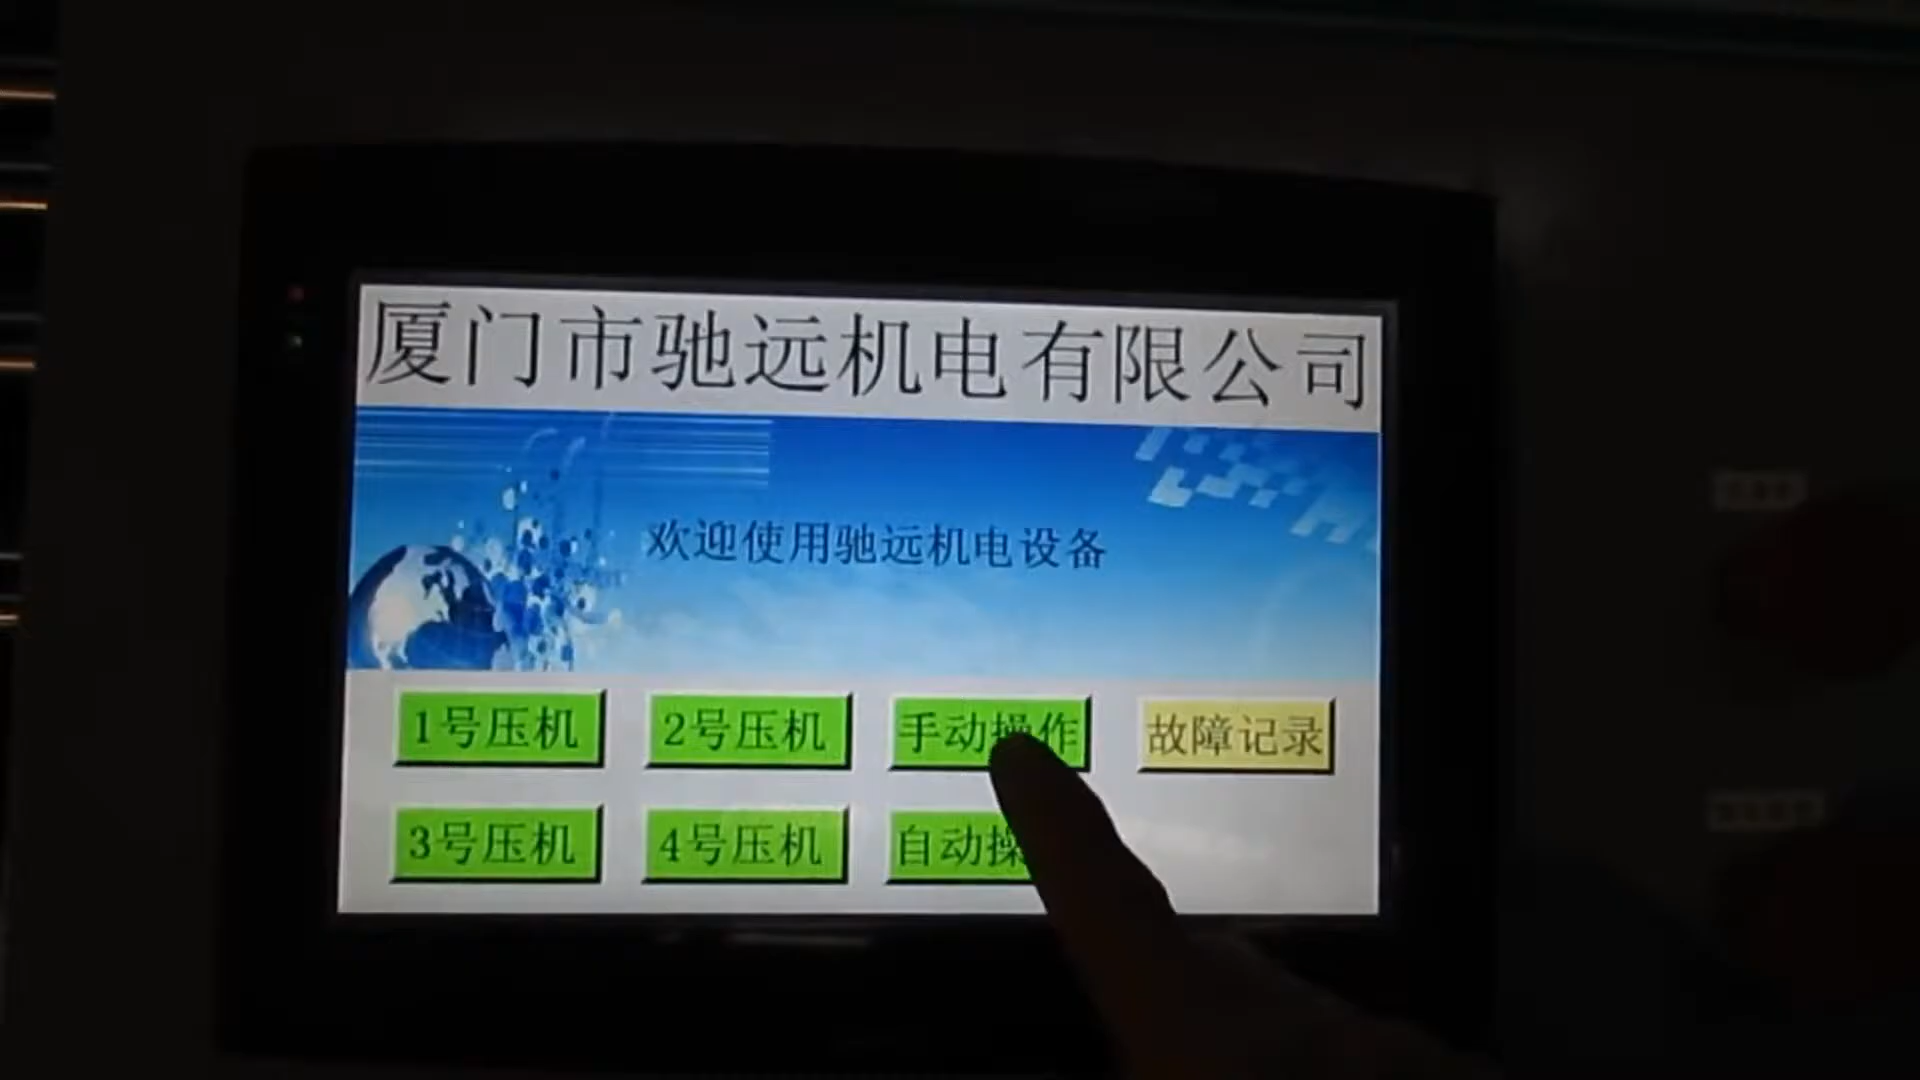 厦门市驰远机电有限公司
欢迎使用驰远机电设备
1号压机 2号压机 手动操作 故障记录
3号压机 4号压机 自动操